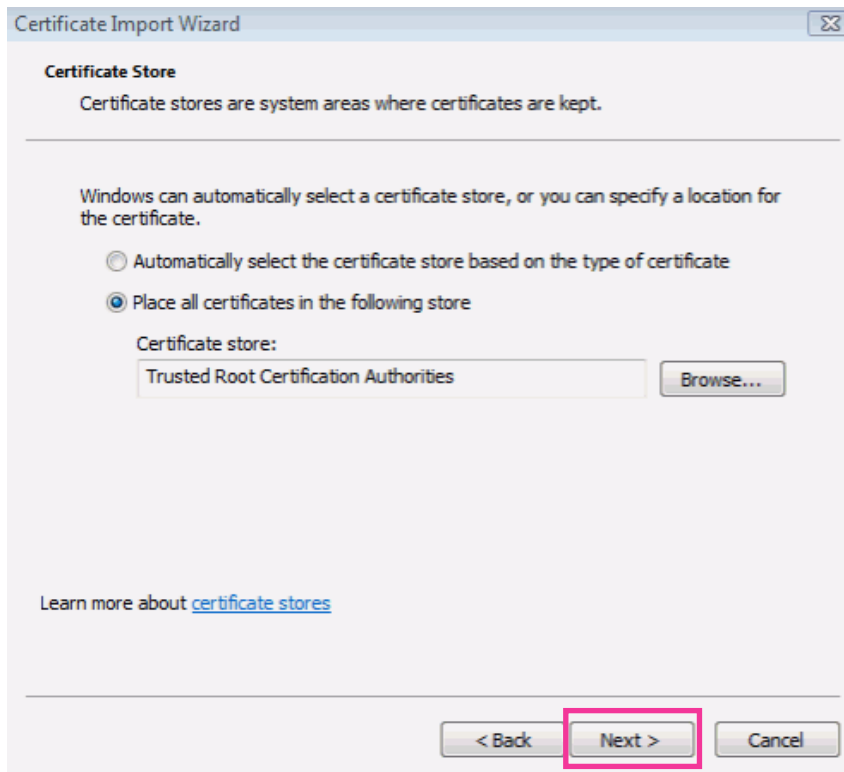 Certificate Import Wizard
Certificate Store
Certificate stores are system areas where certificates are kept.
Windows can automatically select a certificate store, or you can specify a location for
the certificate.
Automatically select the certificate store based on the type of certificate
Place all certificates in the following store
Certificate store:
Trusted Root Certification Authorities
Browse...
Learn more about certificate stores
< Back
Next >
Cancel